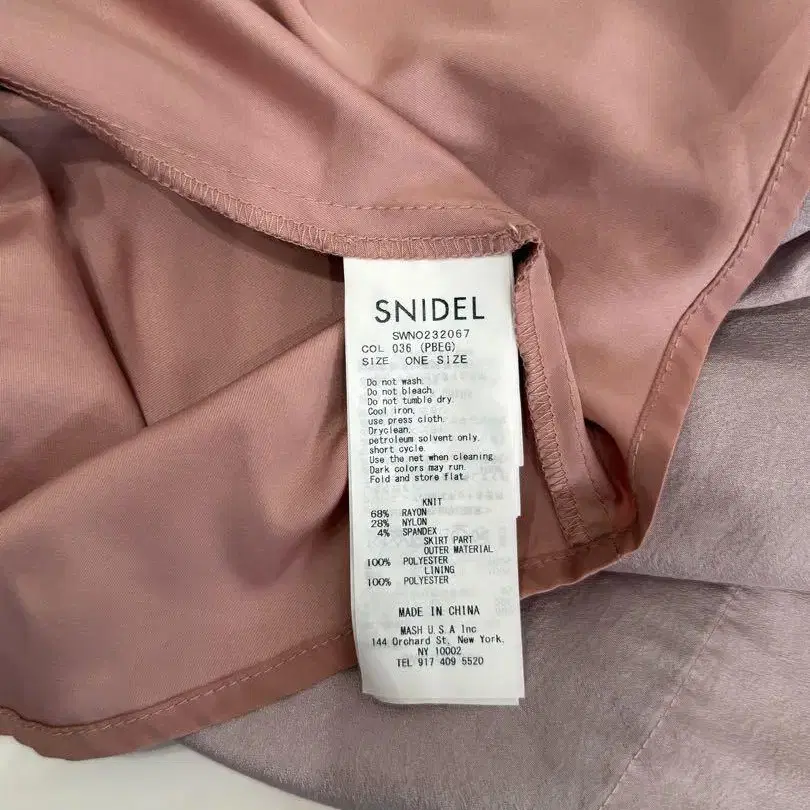 SNIDEL
SWNO232067
COL 036 (PBEG)
SIZE ONE SIZE
Do not wash.
Do not bleach.
Do not tumble dry.
Cool iron.
use press cloth.
Dryclean.
petroleum solvent only.
short cycle.
Use the net when cleaning.
Dark colors may run.
Fold and store flat.
KNIT
68% RAYON
28% NYLON
4% SPANDEX
SKIRT PART
OUTER MATERIAL
100% POLYESTER
LINING
100% POLYESTER
MADE IN CHINA
MASH U.S.A Inc.
144 Orchard St, New York.
NY 10002
TEL 917 409 5520